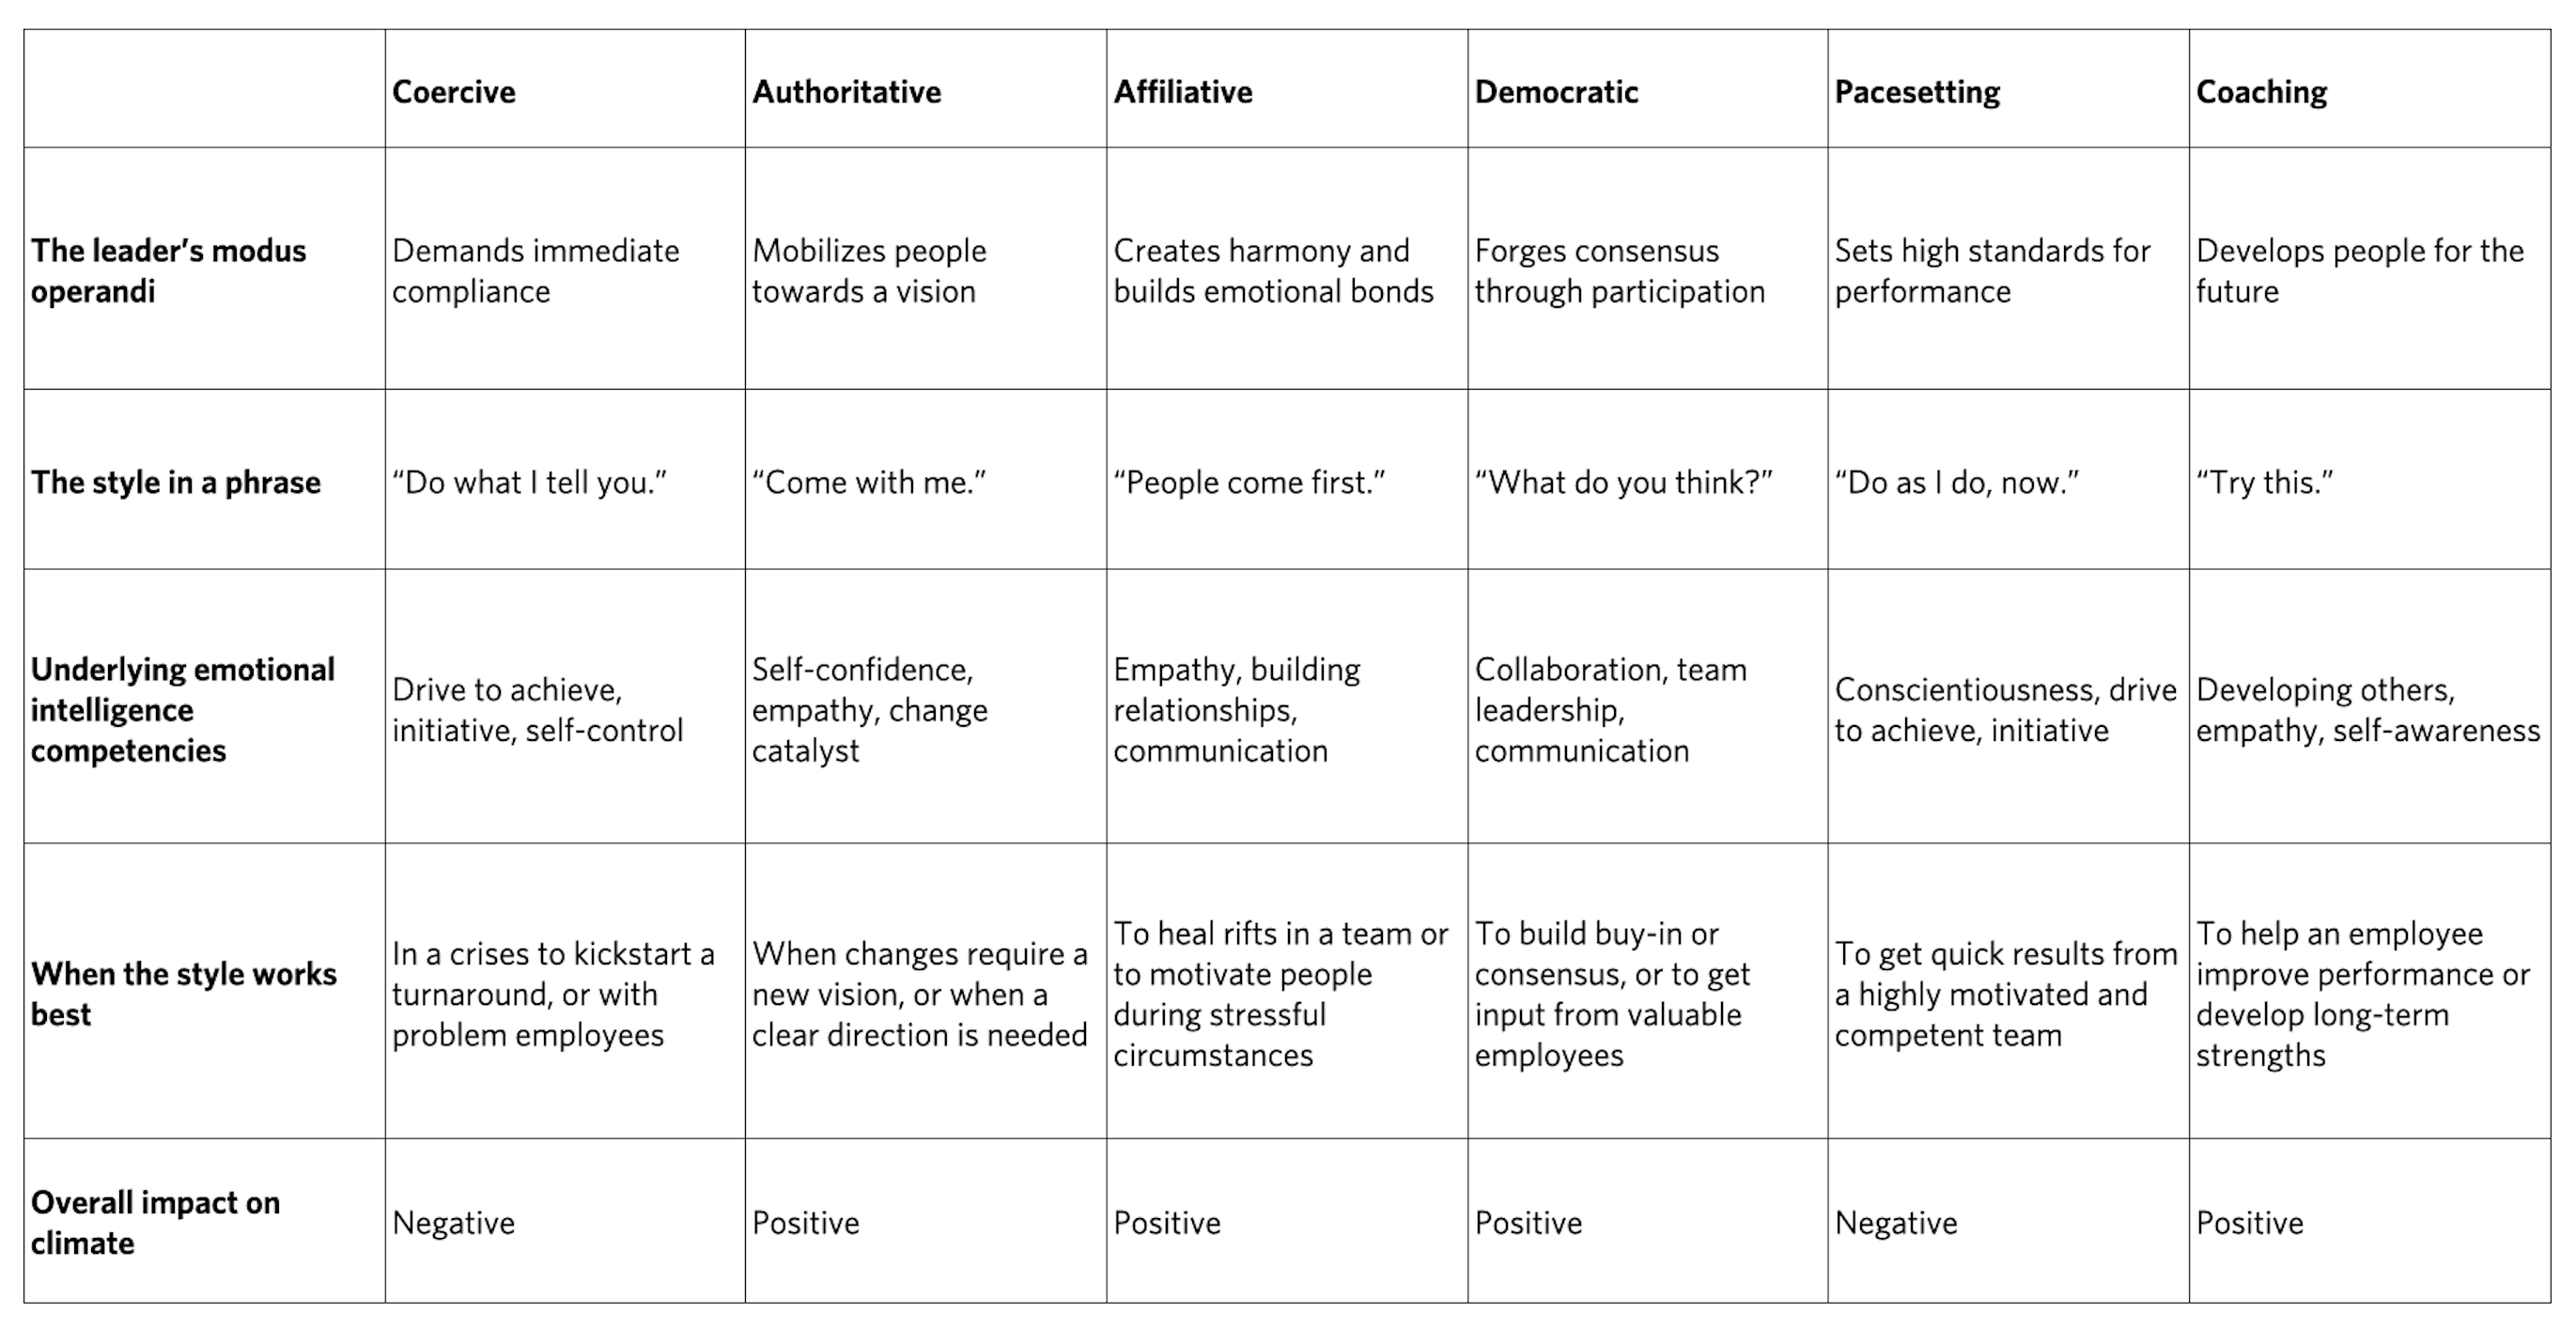 Coercive
Authoritative
Affiliative
Democratic
Pacesetting
Coaching
The leader’s modus
operandi
Demands immediate
compliance
Mobilizes people
towards a vision
Creates harmony and
builds emotional bonds
Forges consensus
through participation
Sets high standards for
performance
Develops people for the
future
The style in a phrase
“Do what I tell you.”
“Come with me.”
“People come first.”
“What do you think?”
“Do as I do, now.”
“Try this.”
Underlying emotional
intelligence
competencies
Drive to achieve,
initiative, self-control
Self-confidence,
empathy, change
catalyst
Empathy, building
relationships,
communication
Collaboration, team
leadership,
communication
Conscientiousness, drive
to achieve, initiative
Developing others,
empathy, self-awareness
When the style works
best
In a crises to kickstart a
turnaround, or with
problem employees
When changes require a
new vision, or when a
clear direction is needed
To heal rifts in a team or
to motivate people
during stressful
circumstances
To build buy-in or
consensus, or to get
input from valuable
employees
To get quick results from
a highly motivated and
competent team
To help an employee
improve performance or
develop long-term
strengths
Overall impact on
climate
Negative
Positive
Positive
Positive
Negative
Positive